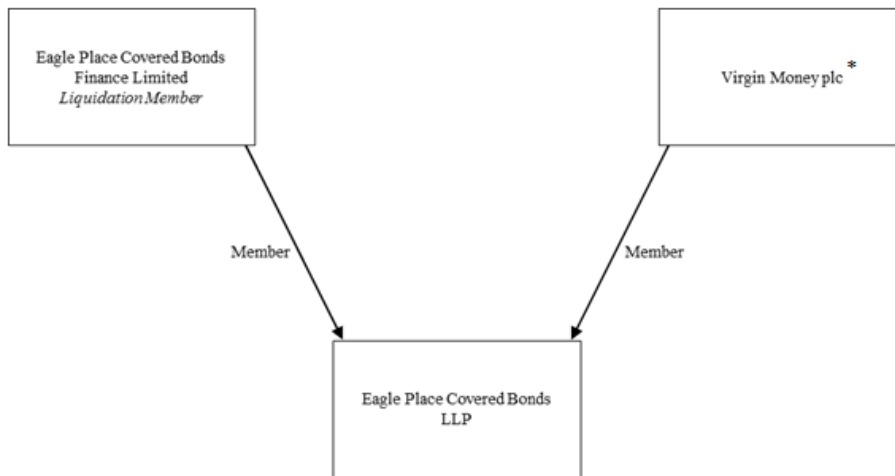 Eagle Place Covered Bonds
Finance Limited
Liquidation Member
Virgin Money plc *
Member
Member
Eagle Place Covered Bonds
LLP